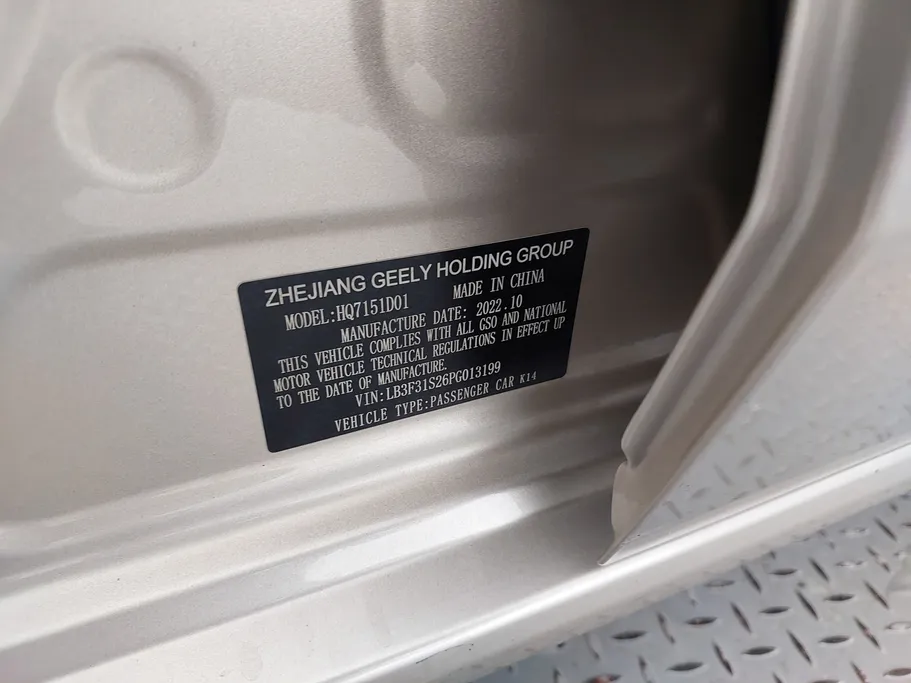 ZHEJIANG GEELY HOLDING GROUP
MODEL:HQ7151D01 MADE IN CHINA
MANUFACTURE DATE: 2022.10
THIS VEHICLE COMPLIES WITH ALL GSO AND NATIONAL
MOTOR VEHICLE TECHNICAL REGULATIONS IN EFFECT UP
TO THE DATE OF MANUFACTURE.
VIN:LB3F31S26PG013199
VEHICLE TYPE:PASSENGER CAR K14